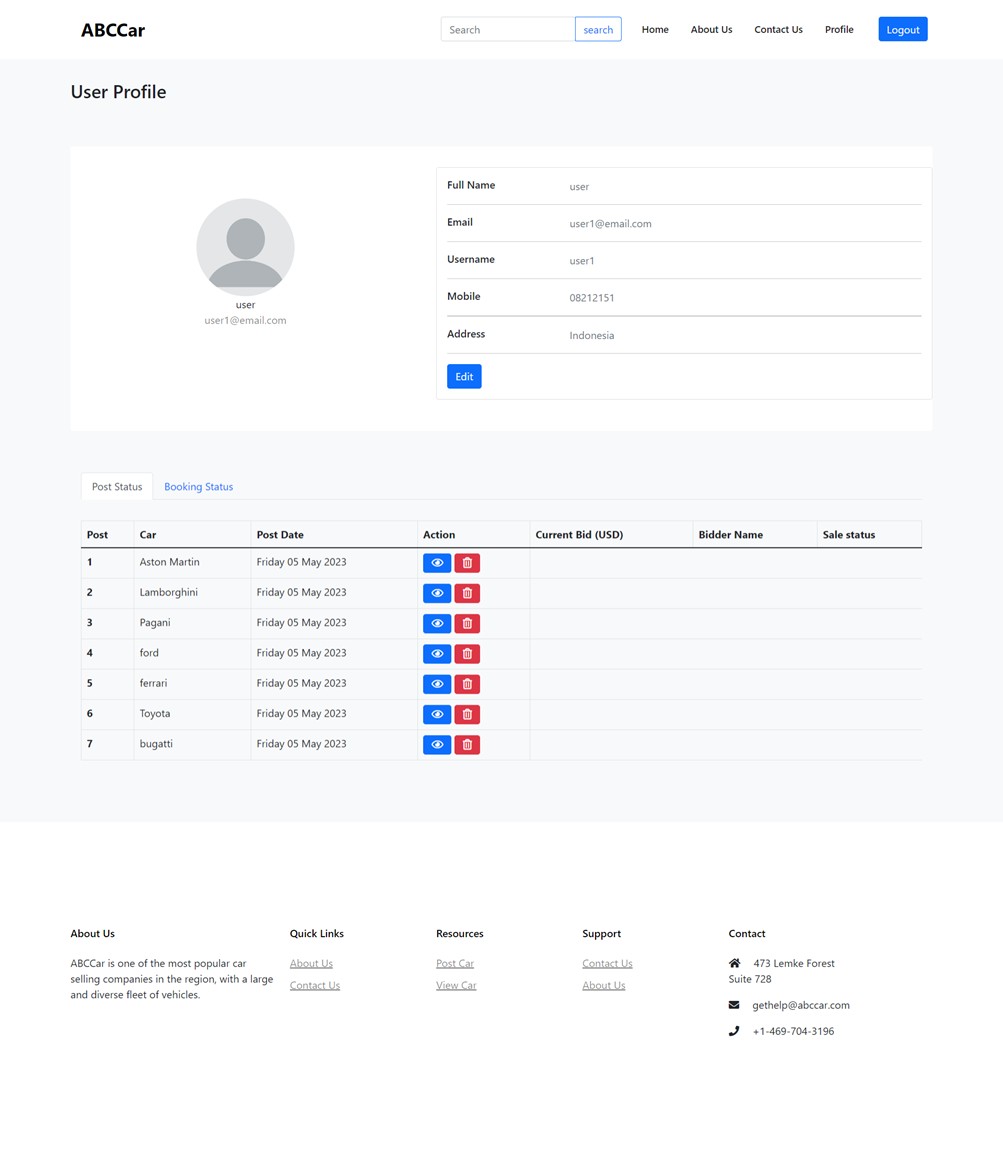 ABCCar
Search search Home About Us Contact Us Profile Logout
User Profile
user
user1@email.com
Full Name user
Email user1@email.com
Username user1
Mobile 08212151
Address Indonesia
Edit
Post Status Booking Status
Post Car Post Date Action Current Bid (USD) Bidder Name Sale status
1 Aston Martin Friday 05 May 2023
2 Lamborghini Friday 05 May 2023
3 Pagani Friday 05 May 2023
4 ford Friday 05 May 2023
5 ferrari Friday 05 May 2023
6 Toyota Friday 05 May 2023
7 bugatti Friday 05 May 2023
About Us
ABCCar is one of the most popular car
selling companies in the region, with a large
and diverse fleet of vehicles.
Quick Links
About Us
Contact Us
Resources
Post Car
View Car
Support
Contact Us
About Us
Contact
473 Lemke Forest
Suite 728
gethelp@abccar.com
+1-469-704-3196